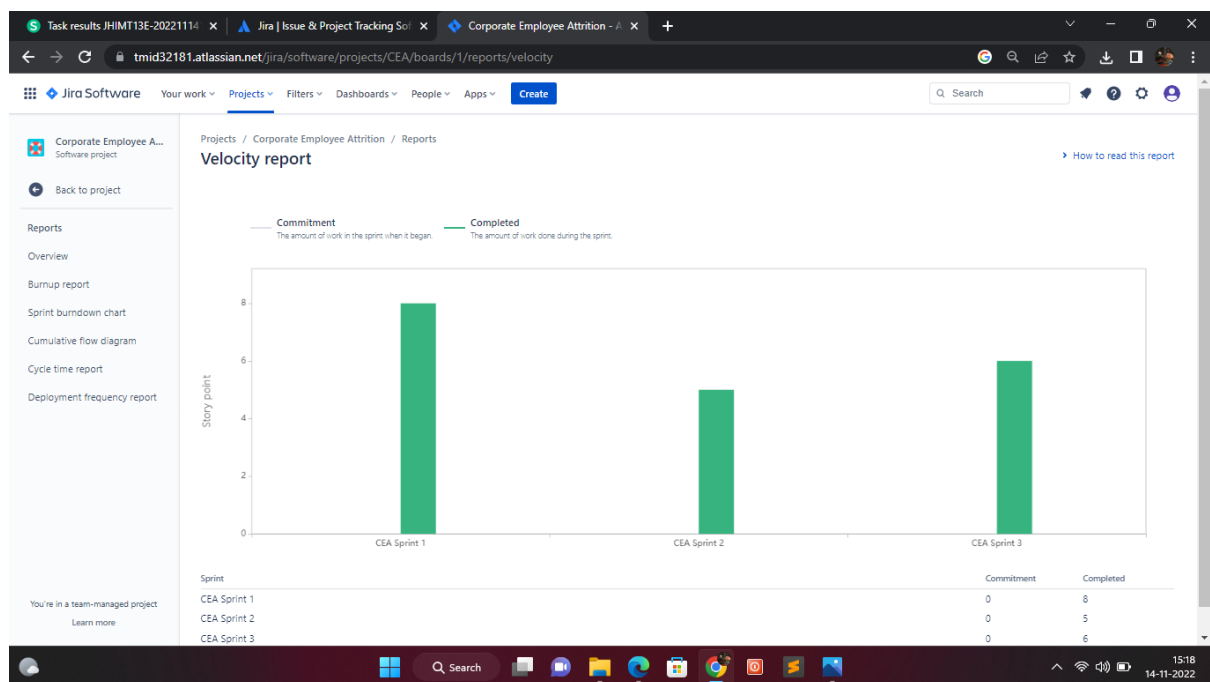 Task results JHIMT13E-20221114
Jira | Issue & Project Tracking Sof
Corporate Employee Attrition - A
tmid32181.atlassian.net/jira/software/projects/CEA/boards/1/reports/velocity
Jira Software Your work Projects Filters Dashboards People Apps Create Search
Corporate Employee A...
Software project
Back to project
Reports
Overview
Burnup report
Sprint burndown chart
Cumulative flow diagram
Cycle time report
Deployment frequency report
You're in a team-managed project
Learn more
Projects / Corporate Employee Attrition / Reports
Velocity report
How to read this report
Commitment
The amount of work in the sprint when it began.
Completed
The amount of work done during the sprint.
Story point
8
6
4
2
0
CEA Sprint 1 CEA Sprint 2 CEA Sprint 3
Sprint Commitment Completed
CEA Sprint 1 0 8
CEA Sprint 2 0 5
CEA Sprint 3 0 6
Search
15:18
14-11-2022